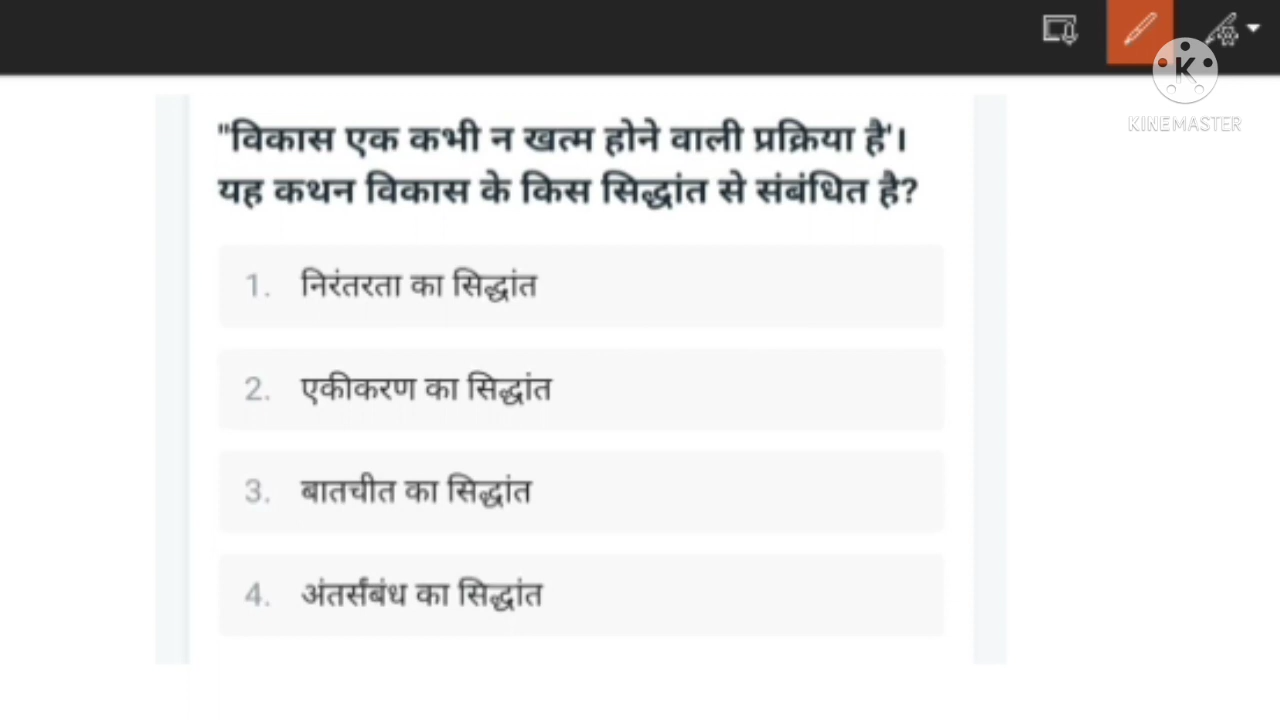 KINEMASTER
"विकास एक कभी न खत्म होने वाली प्रक्रिया है'।
यह कथन विकास के किस सिद्धांत से संबंधित है?
1. निरंतरता का सिद्धांत
2. एकीकरण का सिद्धांत
3. बातचीत का सिद्धांत
4. अंतर्संबंध का सिद्धांत